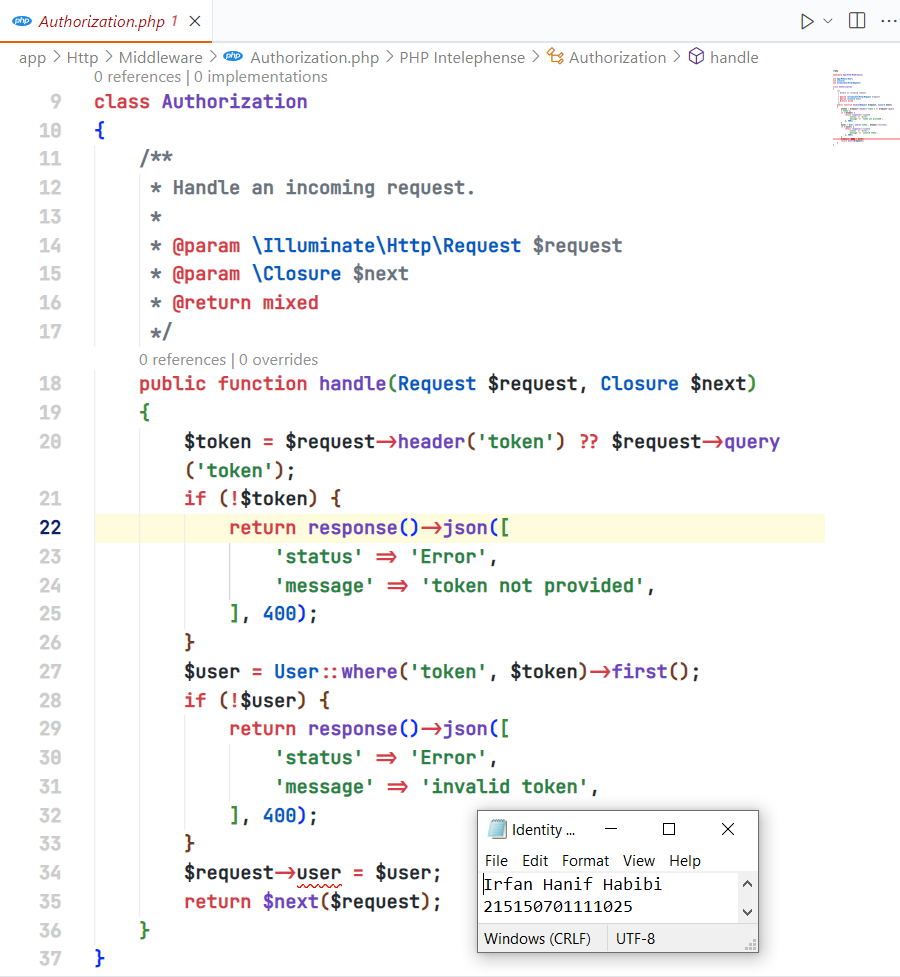 php Authorization.php 1
app > Http > Middleware > php Authorization.php > PHP Intelephense > Authorization > handle
0 references | 0 implementations
9 class Authorization
10 {
11 /**
12 * Handle an incoming request.
13 *
14 * @param \Illuminate\Http\Request $request
15 * @param \Closure $next
16 * @return mixed
17 */
0 references | 0 overrides
18 public function handle(Request $request, Closure $next)
19 {
20 $token = $request->header('token') ?? $request->query
('token');
21 if (!$token) {
22 return response()->json([
23 'status' => 'Error',
24 'message' => 'token not provided',
25 ], 400);
26 }
27 $user = User::where('token', $token)->first();
28 if (!$user) {
29 return response()->json([
30 'status' => 'Error',
31 'message' => 'invalid token',
32 ], 400);
33 }
34 $request->user = $user;
35 return $next($request);
36 }
37 }
Identity ...
File Edit Format View Help
Irfan Hanif Habibi
215150701111025
Windows (CRLF) UTF-8